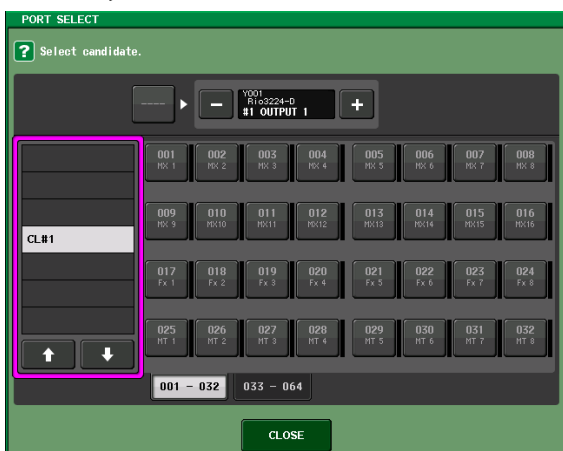 PORT SELECT
? Select candidate.
----
−
Y001
Rio3224-D
#1 OUTPUT 1
+
CL#1
001 002 003 004 005 006 007 008
MX 1 MX 2 MX 3 MX 4 MX 5 MX 6 MX 7 MX 8
009 010 011 012 013 014 015 016
MX 9 MX10 MX11 MX12 MX13 MX14 MX15 MX16
017 018 019 020 021 022 023 024
Fx 1 Fx 2 Fx 3 Fx 4 Fx 5 Fx 6 Fx 7 Fx 8
025 026 027 028 029 030 031 032
MT 1 MT 2 MT 3 MT 4 MT 5 MT 6 MT 7 MT 8
001 − 032 033 − 064
CLOSE